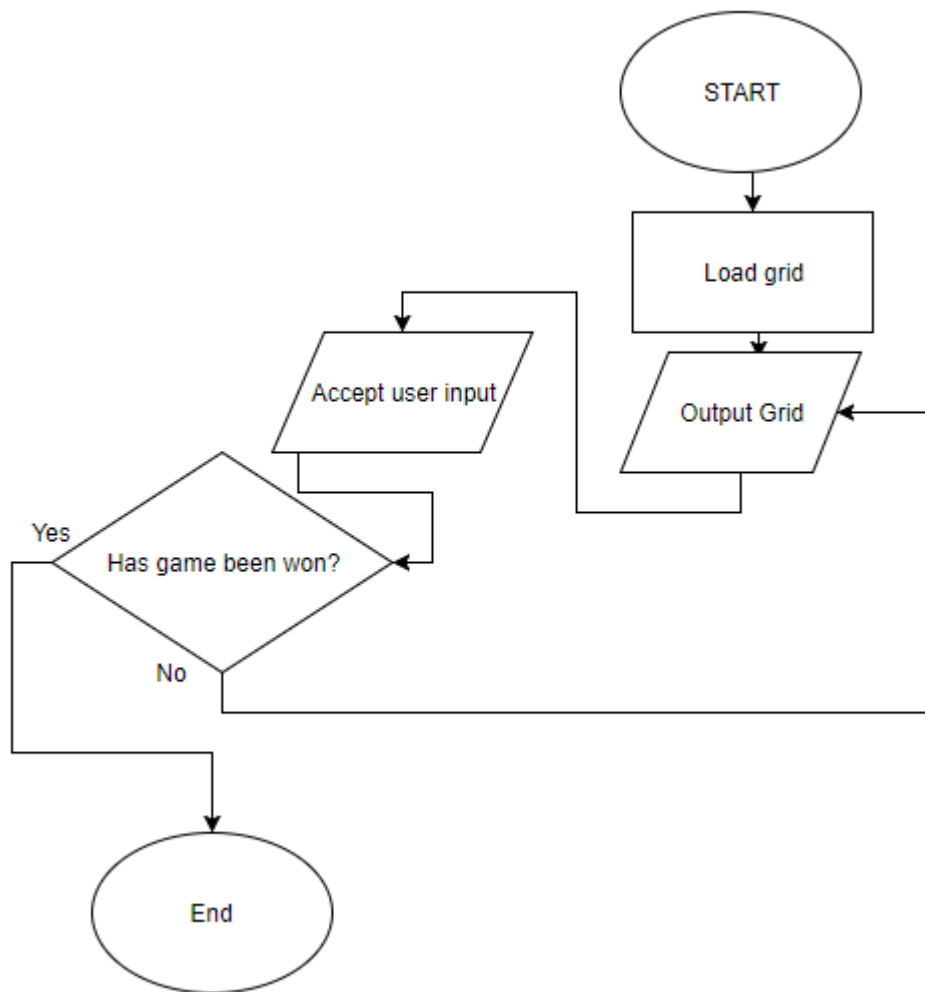 START
Load grid
Output Grid
Accept user input
Has game been won?
Yes
No
End